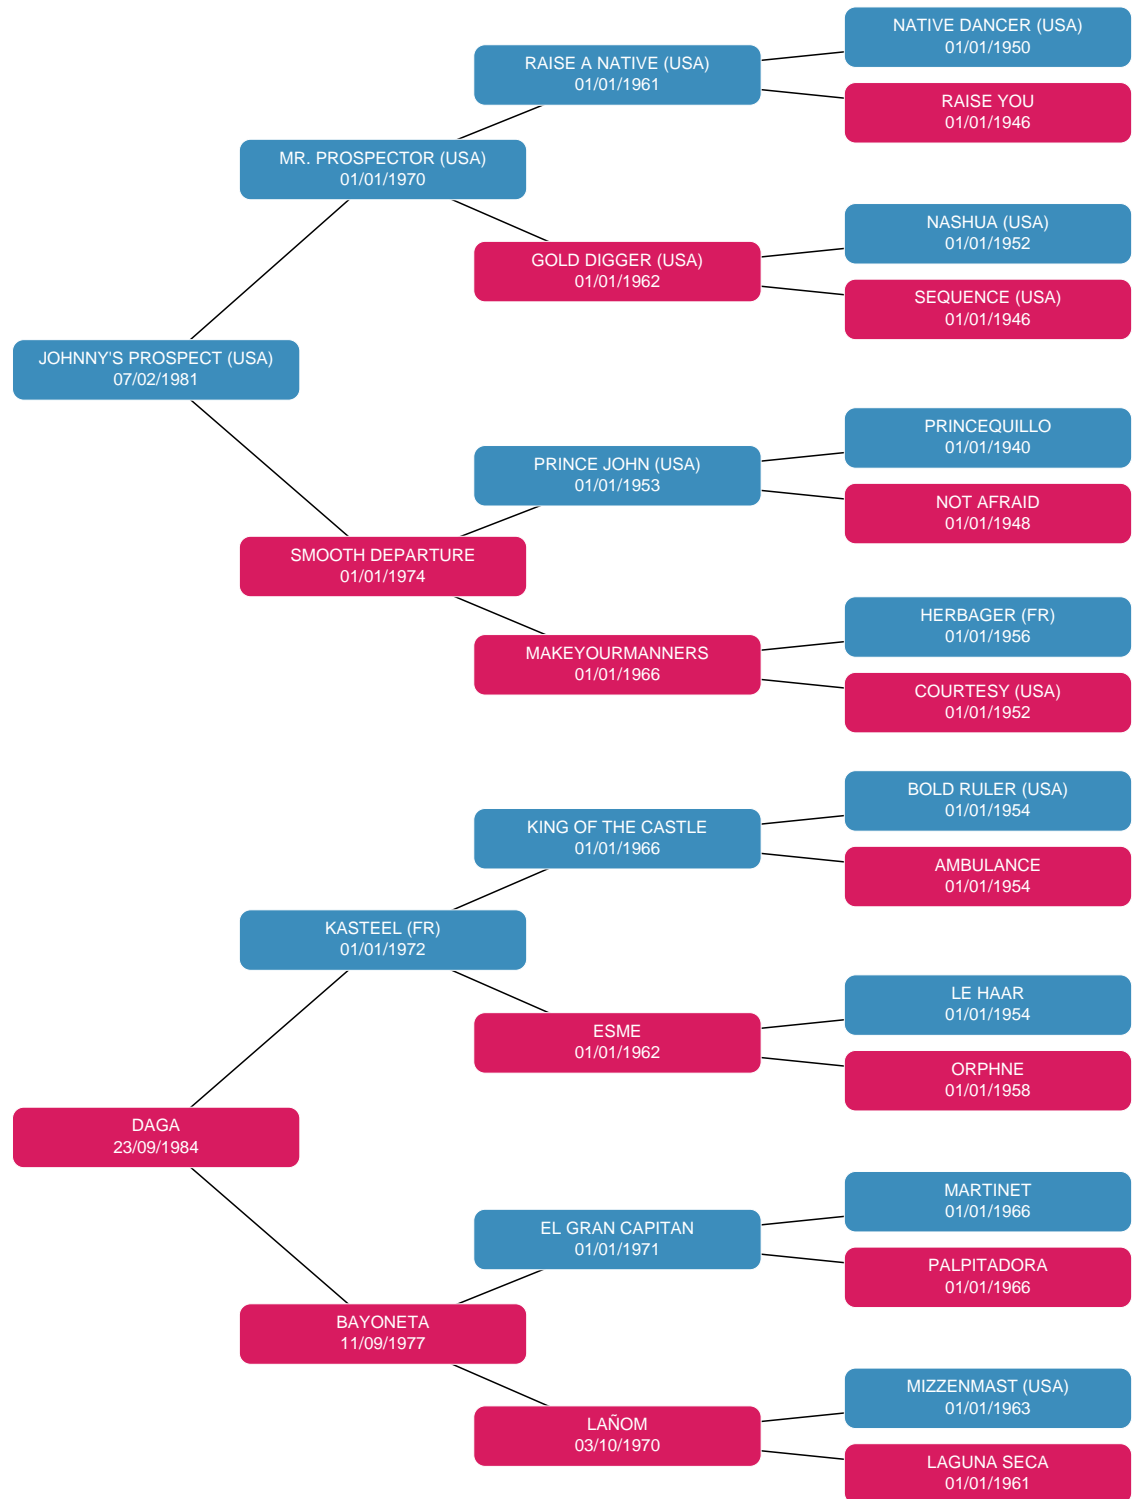 NATIVE DANCER (USA)
01/01/1950
RAISE A NATIVE (USA)
01/01/1961
RAISE YOU
01/01/1946
MR. PROSPECTOR (USA)
01/01/1970
NASHUA (USA)
01/01/1952
GOLD DIGGER (USA)
01/01/1962
SEQUENCE (USA)
01/01/1946
JOHNNY'S PROSPECT (USA)
07/02/1981
PRINCEQUILLO
01/01/1940
PRINCE JOHN (USA)
01/01/1953
NOT AFRAID
01/01/1948
SMOOTH DEPARTURE
01/01/1974
HERBAGER (FR)
01/01/1956
MAKEYOURMANNERS
01/01/1966
COURTESY (USA)
01/01/1952
BOLD RULER (USA)
01/01/1954
KING OF THE CASTLE
01/01/1966
AMBULANCE
01/01/1954
KASTEEL (FR)
01/01/1972
LE HAAR
01/01/1954
ESME
01/01/1962
ORPHNE
01/01/1958
DAGA
23/09/1984
MARTINET
01/01/1966
EL GRAN CAPITAN
01/01/1971
PALPITADORA
01/01/1966
BAYONETA
11/09/1977
MIZZENMAST (USA)
01/01/1963
LAÑOM
03/10/1970
LAGUNA SECA
01/01/1961